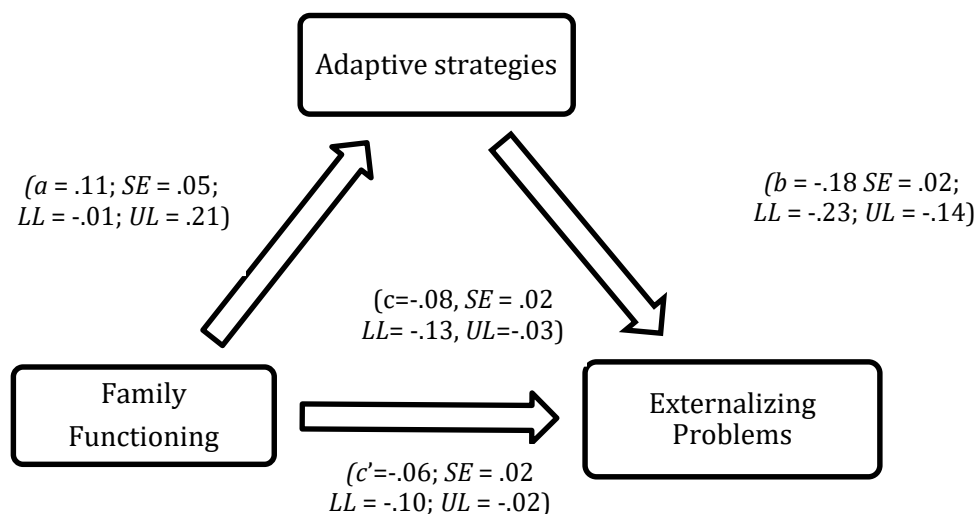 Adaptive strategies
(a = .11; SE = .05;
LL = -.01; UL = .21)
(b = -.18 SE = .02;
LL = -.23; UL = -.14)
(c=-.08, SE = .02
LL= -.13, UL=-.03)
Family
Functioning
Externalizing
Problems
(c’=-.06; SE = .02
LL = -.10; UL = -.02)